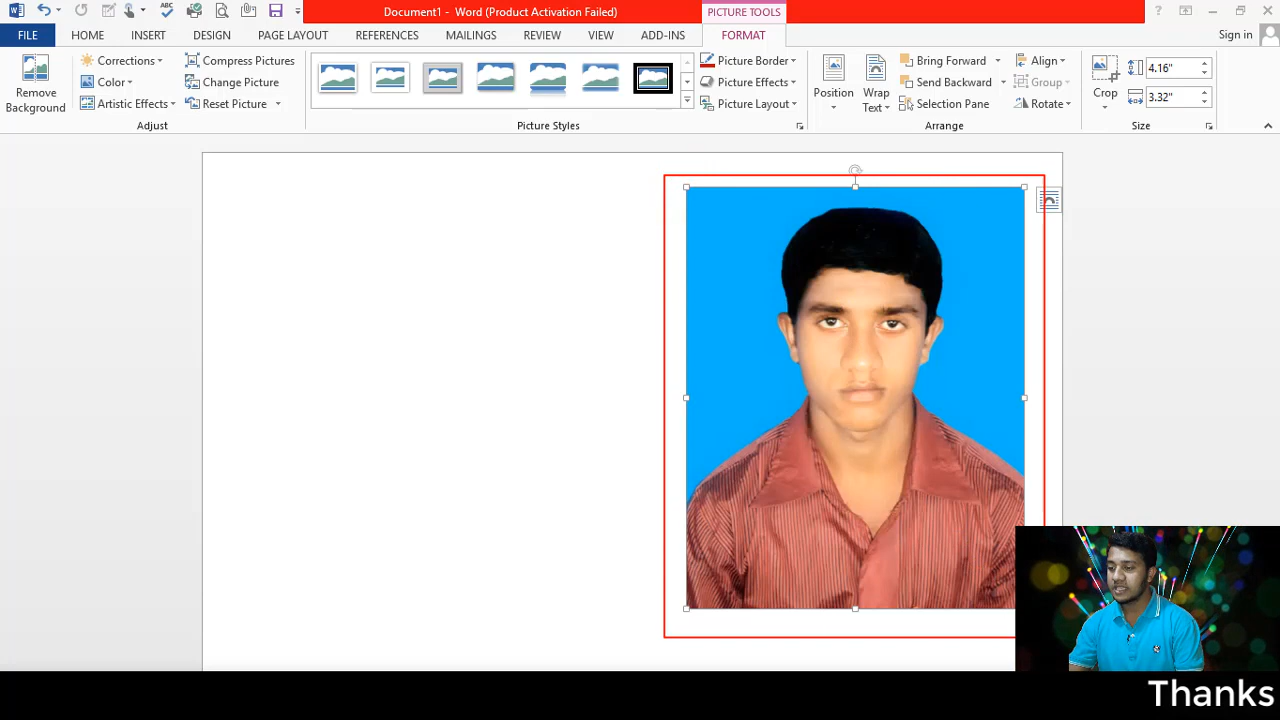 Document1 - Word (Product Activation Failed)
PICTURE TOOLS
FILE HOME INSERT DESIGN PAGE LAYOUT REFERENCES MAILINGS REVIEW VIEW ADD-INS FORMAT Sign in
Remove Background
Corrections
Color
Artistic Effects
Compress Pictures
Change Picture
Reset Picture
Adjust
Picture Styles
Picture Border
Picture Effects
Picture Layout
Position
Wrap Text
Bring Forward
Send Backward
Selection Pane
Align
Group
Rotate
Arrange
Crop
4.16"
3.32"
Size
Thanks